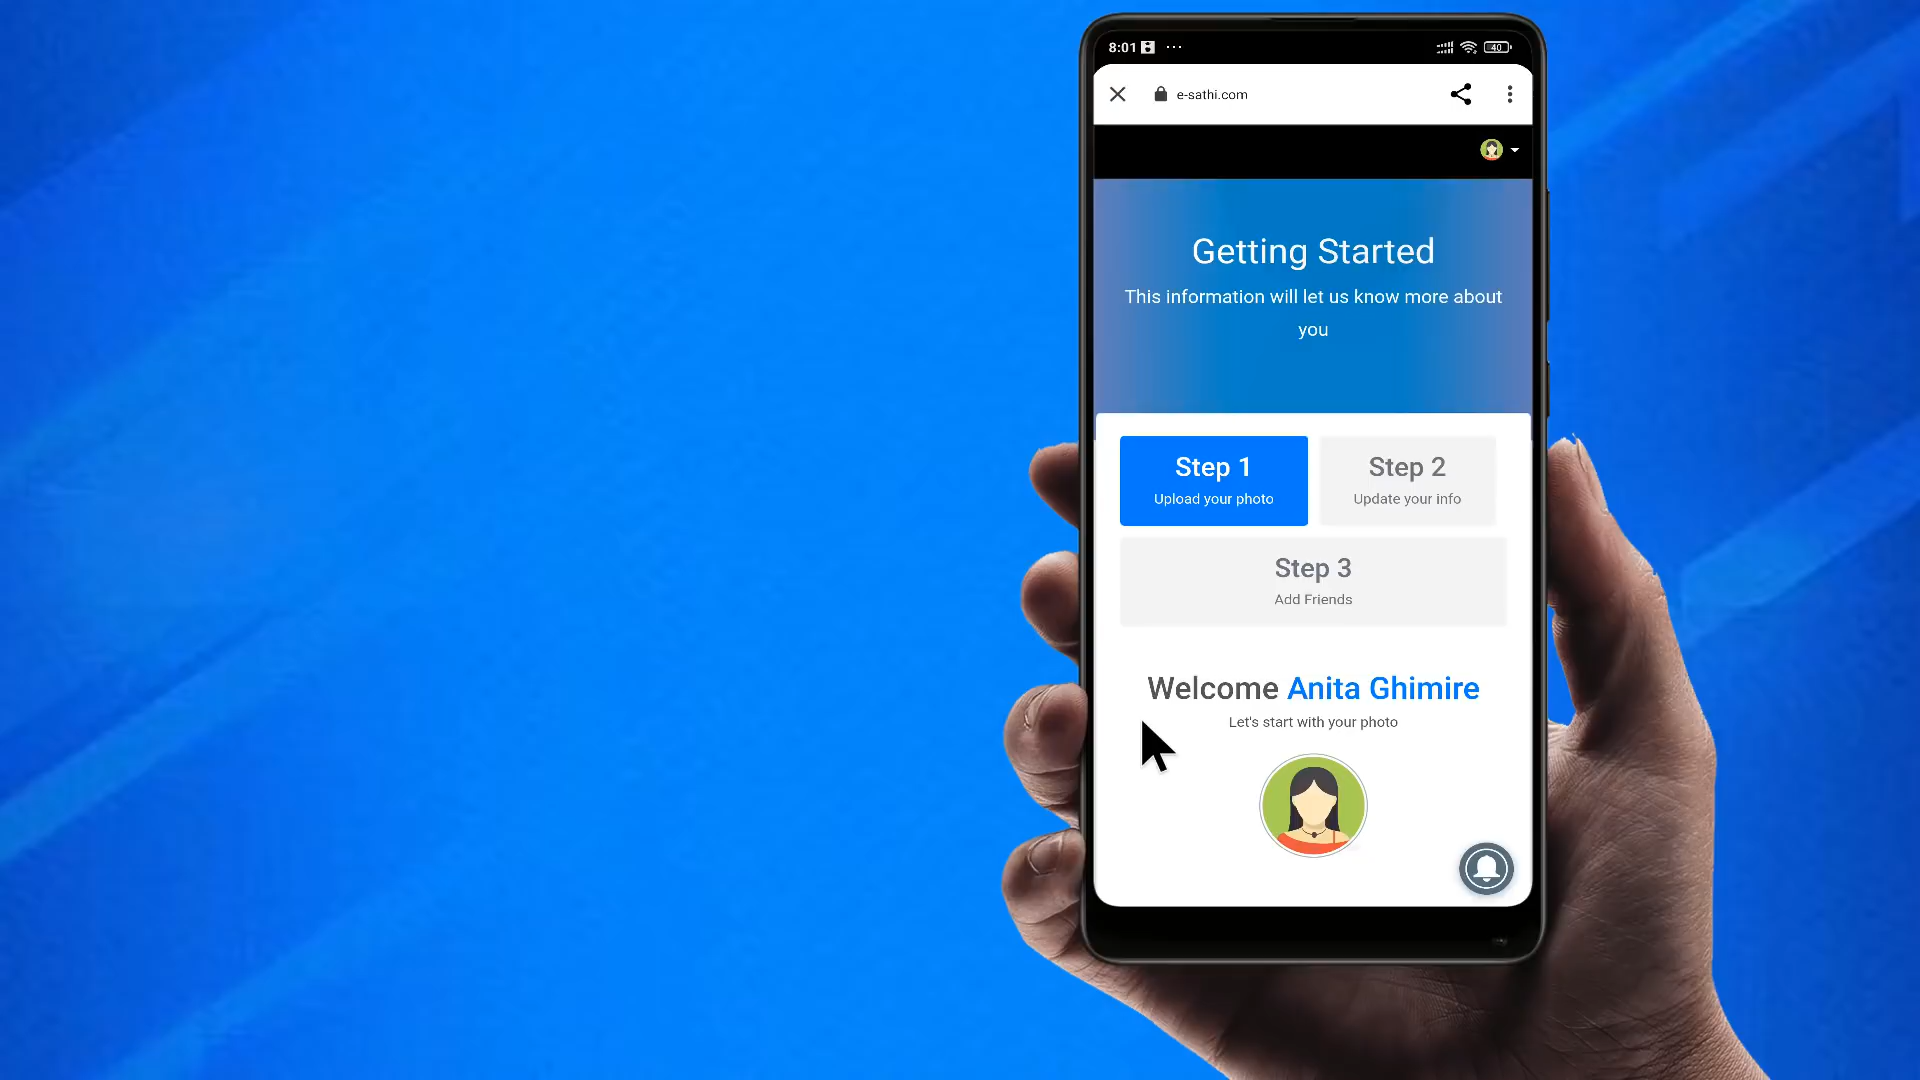 8:01
40
e-sathi.com
Getting Started
This information will let us know more about
you
Step 1
Upload your photo
Step 2
Update your info
Step 3
Add Friends
Welcome Anita Ghimire
Let's start with your photo